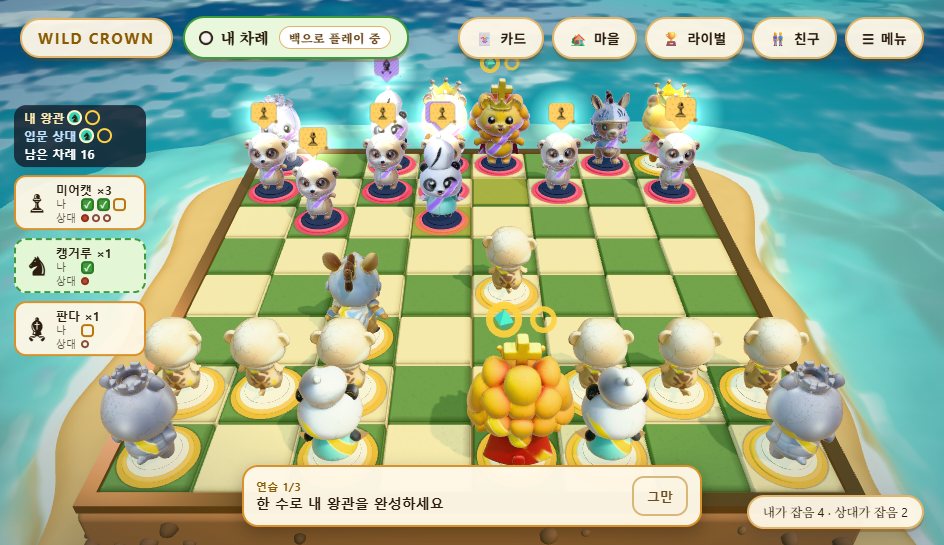 WILD CROWN
내 차례
백으로 플레이 중
카드
마을
라이벌
친구
메뉴
내 왕관
입문 상대
남은 차례 16
미어캣 ×3
나
상대
캥거루 ×1
나
상대
판다 ×1
나
상대
연습 1/3
한 수로 내 왕관을 완성하세요
그만
내가 잡음 4 · 상대가 잡음 2